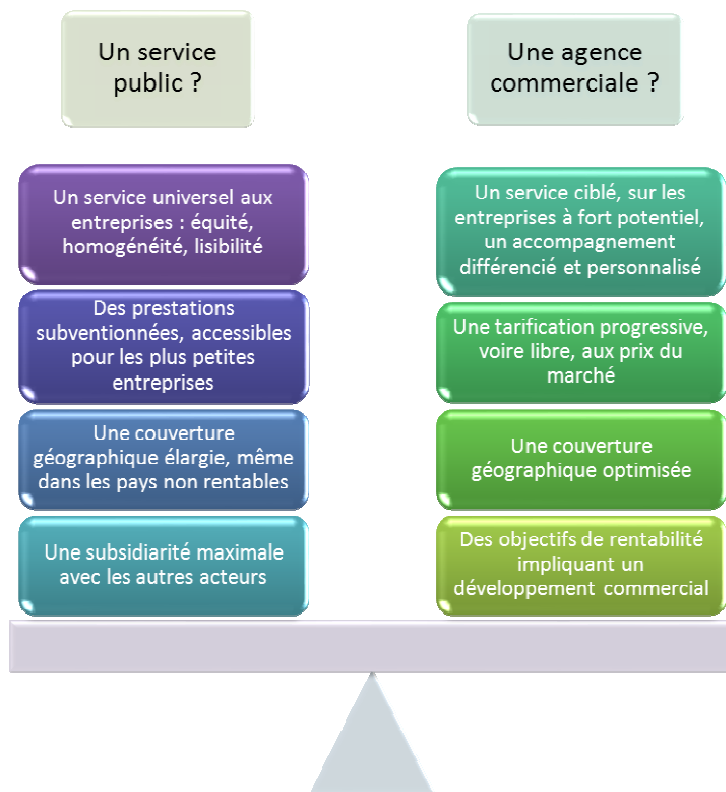 Un service
public ?
Un service universel aux
entreprises : équité,
homogénéité, lisibilité
Des prestations
subventionnées, accessibles
pour les plus petites
entreprises
Une couverture
géographique élargie, même
dans les pays non rentables
Une subsidiarité maximale
avec les autres acteurs
Une agence
commerciale ?
Un service ciblé, sur les
entreprises à fort potentiel,
un accompagnement
différencié et personnalisé
Une tarification progressive,
voire libre, aux prix du
marché
Une couverture
géographique optimisée
Des objectifs de rentabilité
impliquant un
développement commercial